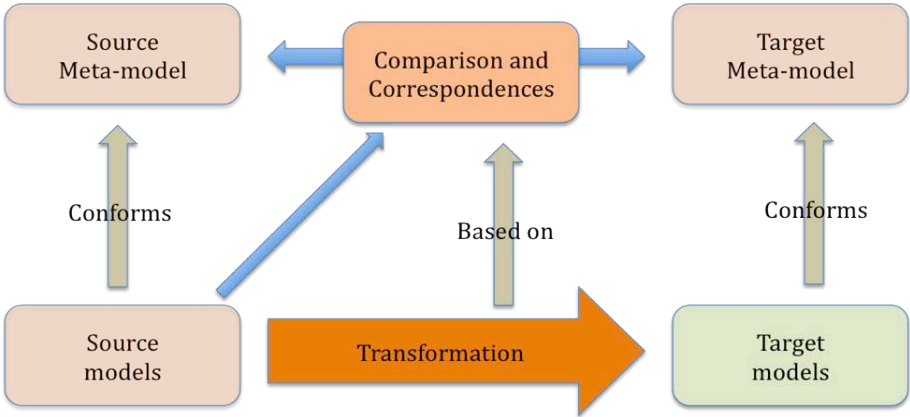 Source
Meta-model
Comparison and
Correspondences
Target
Meta-model
Conforms
Based on
Conforms
Source
models
Transformation
Target
models